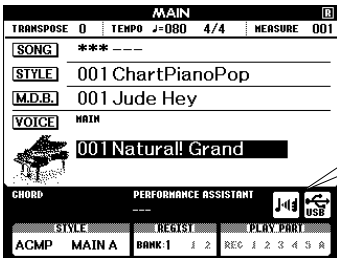 MAIN R
TRANSPOSE 0 TEMPO ♩=080 4/4 MEASURE 001
SONG *** ---
STYLE 001 ChartPianoPop
M.D.B. 001 Jude Hey
VOICE MAIN
001 Natural! Grand
CHORD PERFORMANCE ASSISTANT
---
USB
STYLE REGIST PLAY PART
ACMP MAIN A BANK:1 1 2 REC 1 2 3 4 5 A